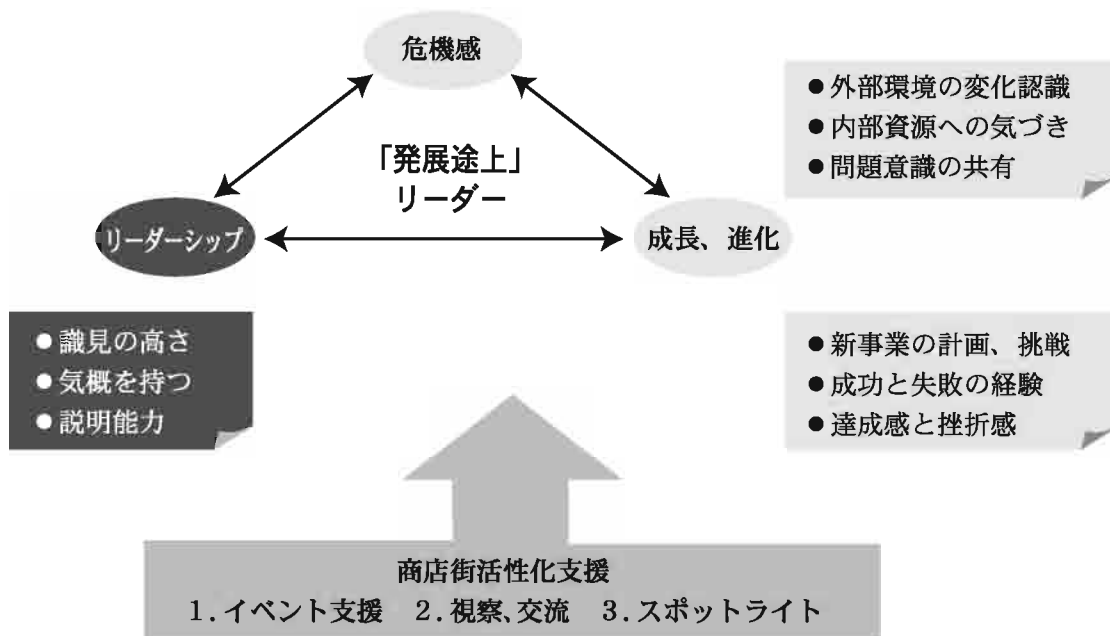 危機感
●外部環境の変化認識
●内部資源への気づき
●問題意識の共有
「発展途上」
リーダー
リーダーシップ
成長、進化
●識見の高さ
●気概を持つ
●説明能力
●新事業の計画、挑戦
●成功と失敗の経験
●達成感と挫折感
商店街活性化支援
1.イベント支援 2.視察、交流 3.スポットライト